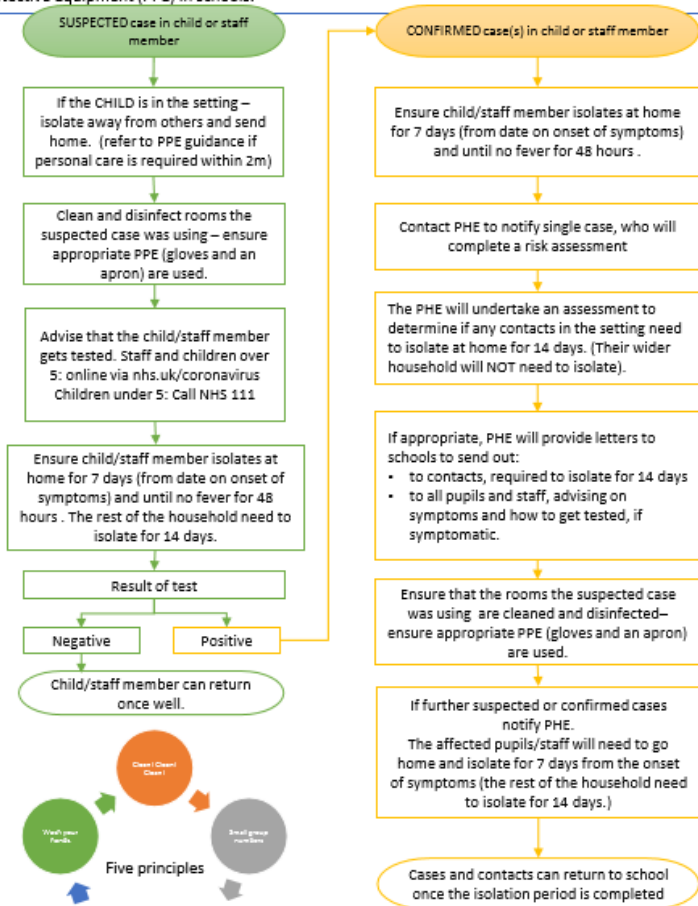 SUSPECTED case in child or staff
member
If the CHILD is in the setting –
isolate away from others and send
home. (refer to PPE guidance if
personal care is required within 2m)
Clean and disinfect rooms the
suspected case was using – ensure
appropriate PPE (gloves and an
apron) are used.
Advise that the child/staff member
gets tested. Staff and children over
5: online via nhs.uk/coronavirus
Children under 5: Call NHS 111
Ensure child/staff member isolates at
home for 7 days (from date on onset of
symptoms) and until no fever for 48
hours . The rest of the household need to
isolate for 14 days.
Result of test
Negative
Positive
Child/staff member can return
once well.
Clean! Clean!
Clean!
Wash your
hands
Small group
numbers
Five principles
CONFIRMED case(s) in child or staff member
Ensure child/staff member isolates at home
for 7 days (from date on onset of symptoms)
and until no fever for 48 hours .
Contact PHE to notify single case, who will
complete a risk assessment
The PHE will undertake an assessment to
determine if any contacts in the setting need
to isolate at home for 14 days. (Their wider
household will NOT need to isolate).
If appropriate, PHE will provide letters to
schools to send out:
• to contacts, required to isolate for 14 days
• to all pupils and staff, advising on
symptoms and how to get tested, if
symptomatic.
Ensure that the rooms the suspected case
was using are cleaned and disinfected–
ensure appropriate PPE (gloves and an apron)
are used.
If further suspected or confirmed cases
notify PHE.
The affected pupils/staff will need to go
home and isolate for 7 days from the onset
of symptoms (the rest of the household need
to isolate for 14 days.)
Cases and contacts can return to school
once the isolation period is completed